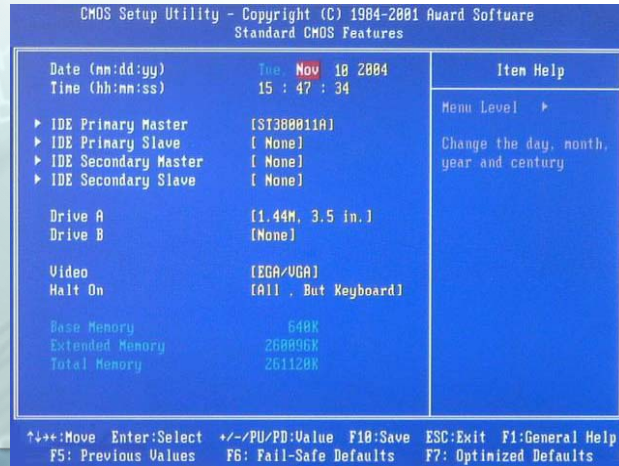 CMOS Setup Utility - Copyright (C) 1984-2001 Award Software
Standard CMOS Features
Date (mm:dd:yy) Tue, Nov 10 2004
Time (hh:mm:ss) 15 : 47 : 34
▶ IDE Primary Master [ST380011A]
▶ IDE Primary Slave [ None]
▶ IDE Secondary Master [ None]
▶ IDE Secondary Slave [ None]
Drive A [1.44M, 3.5 in.]
Drive B [None]
Video [EGA/VGA]
Halt On [All , But Keyboard]
Base Memory 640K
Extended Memory 260096K
Total Memory 261120K
Item Help
Menu Level ▶
Change the day, month,
year and century
↑↓→←:Move Enter:Select +/-/PU/PD:Value F10:Save ESC:Exit F1:General Help
F5: Previous Values F6: Fail-Safe Defaults F7: Optimized Defaults